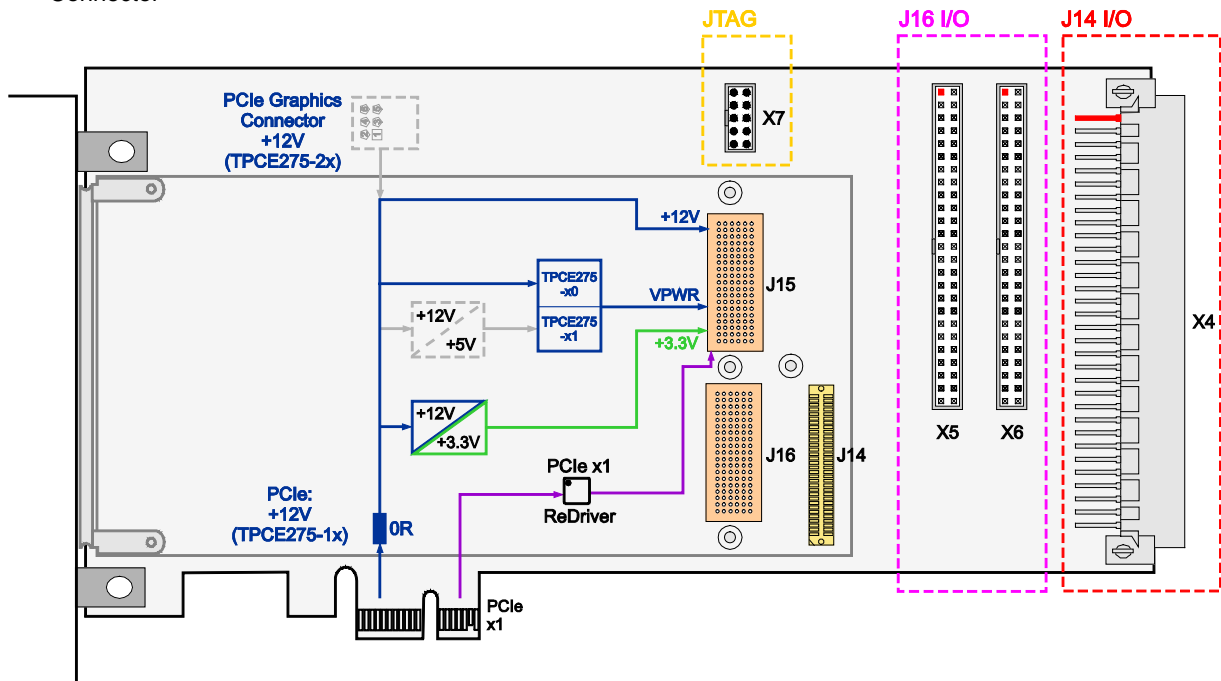 Connector
JTAG
J16 I/O
J14 I/O
PCIe Graphics
Connector
+12V
(TPCE275-2x)
X7
+12V
TPCE275
-x0
J15
VPWR
TPCE275
-x1
+12V
+5V
+3.3V
X4
+12V
+3.3V
X5
X6
J16
J14
PCIe x1
ReDriver
PCIe:
+12V
(TPCE275-1x)
0R
PCIe
x1